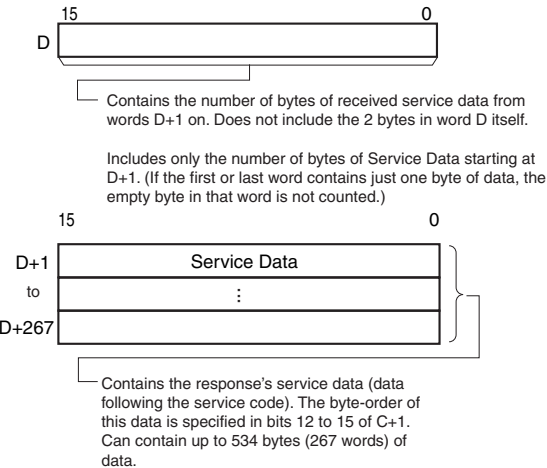 15 0
D
Contains the number of bytes of received service data from
words D+1 on. Does not include the 2 bytes in word D itself.
Includes only the number of bytes of Service Data starting at
D+1. (If the first or last word contains just one byte of data, the
empty byte in that word is not counted.)
15 0
D+1 Service Data
to ⋮
D+267
Contains the response's service data (data
following the service code). The byte-order of
this data is specified in bits 12 to 15 of C+1.
Can contain up to 534 bytes (267 words) of
data.